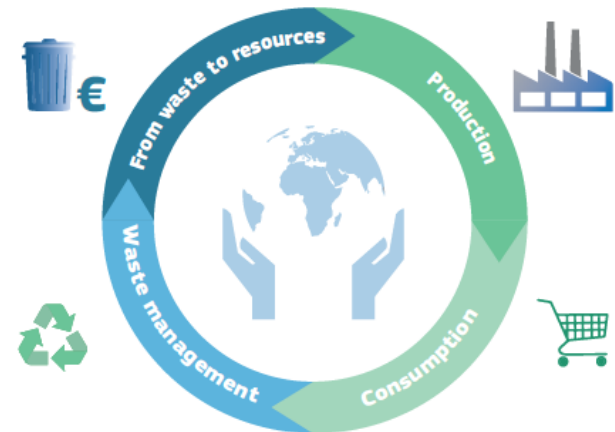 From waste to resources
Production
€
Waste management
Consumption